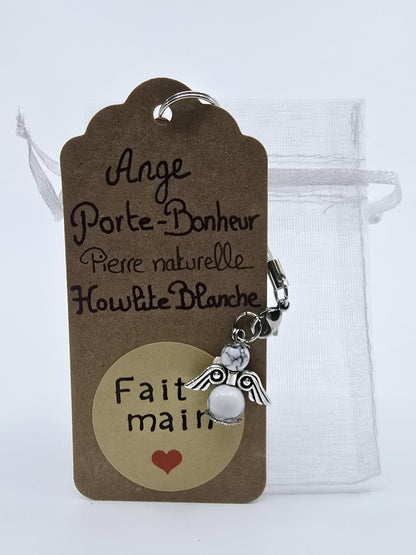 Ange
Porte-Bonheur
Pierre naturelle
Howlite Blanche
Fait
main